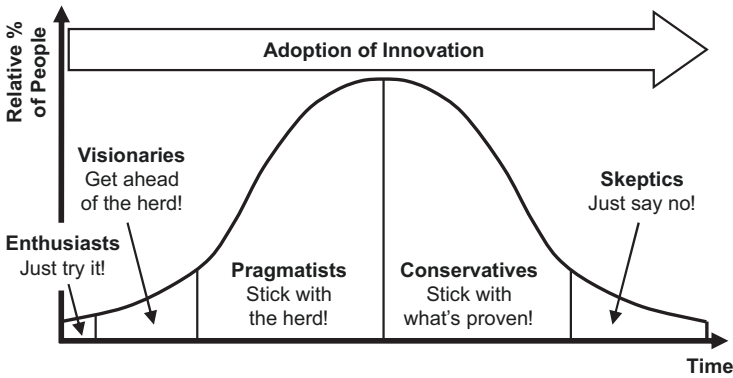 Relative %
of People
Adoption of Innovation
Visionaries
Get ahead
of the herd!
Skeptics
Just say no!
Enthusiasts
Just try it!
Pragmatists
Stick with
the herd!
Conservatives
Stick with
what's proven!
Time